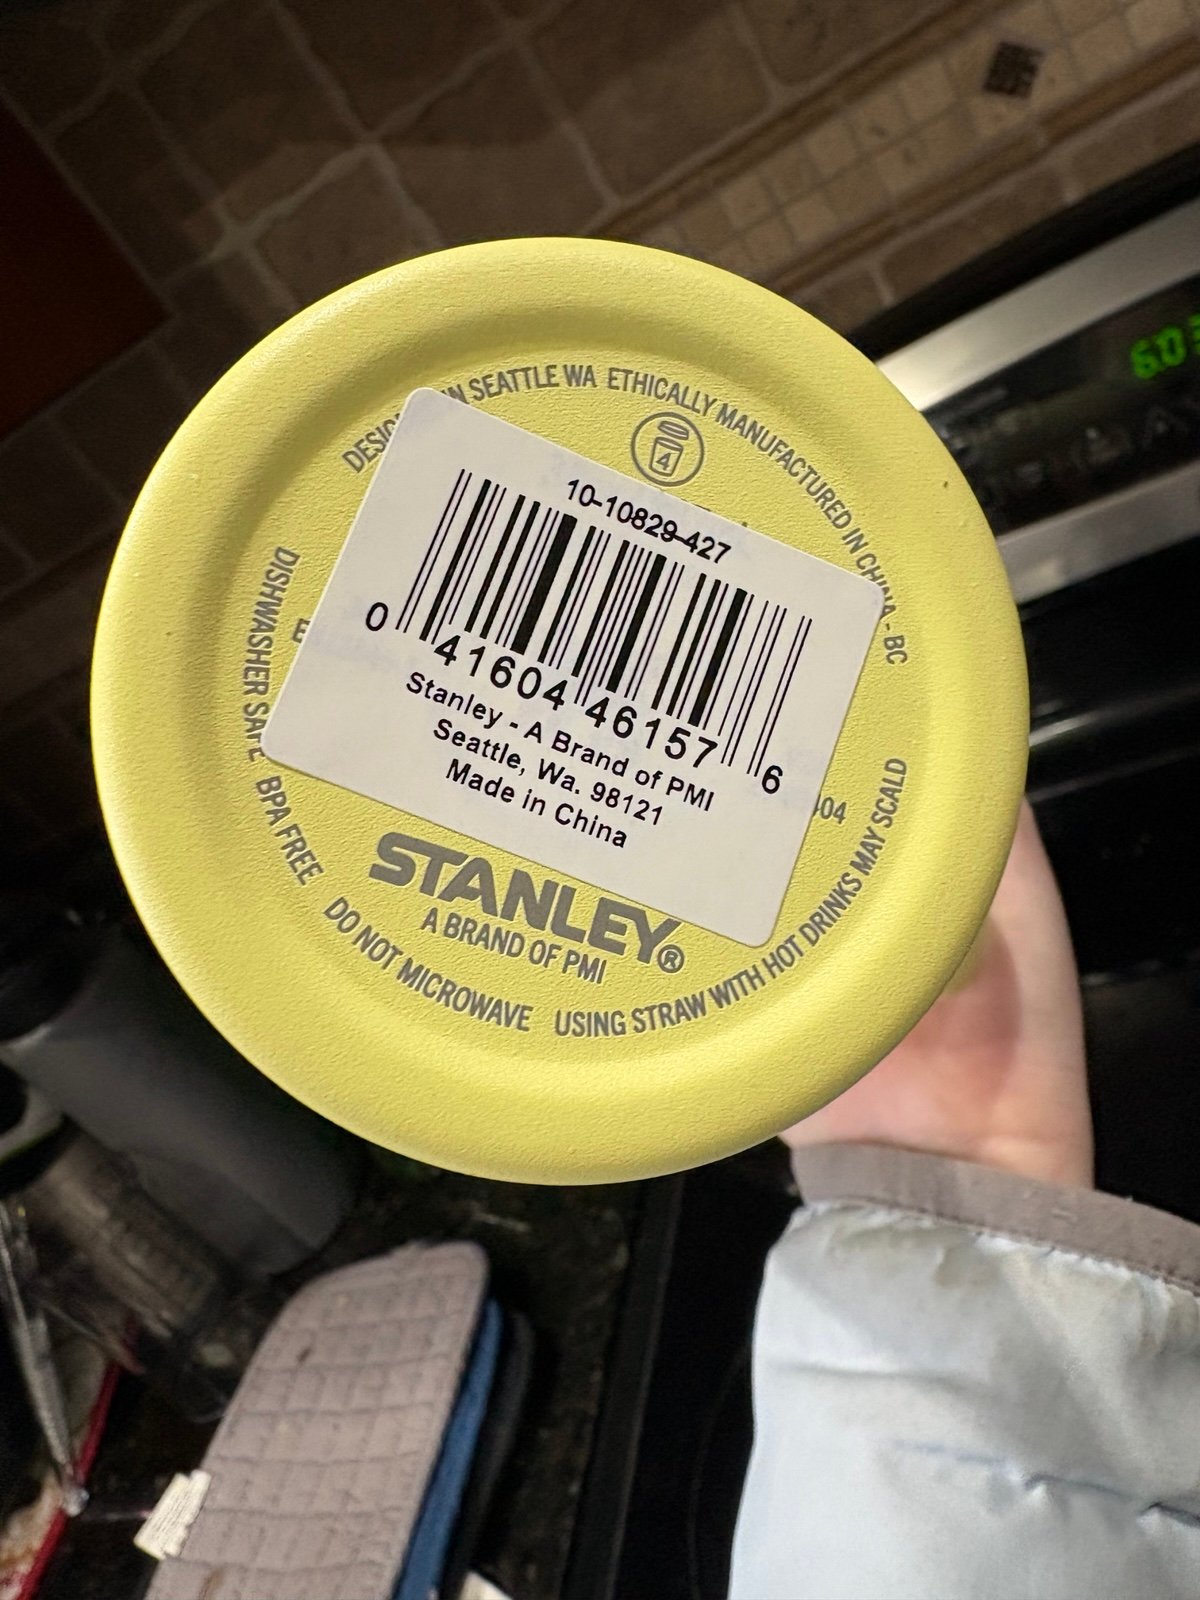 DESIG IN SEATTLE WA ETHICALLY MANUFACTURED IN CHINA - BC
4
10-10829-427
0 41604 46157 6
Stanley - A Brand of PMI
Seattle, Wa. 98121
Made in China
STANLEY®
A BRAND OF PMI
DISHWASHER SAFE BPA FREE DO NOT MICROWAVE USING STRAW WITH HOT DRINKS MAY SCALD